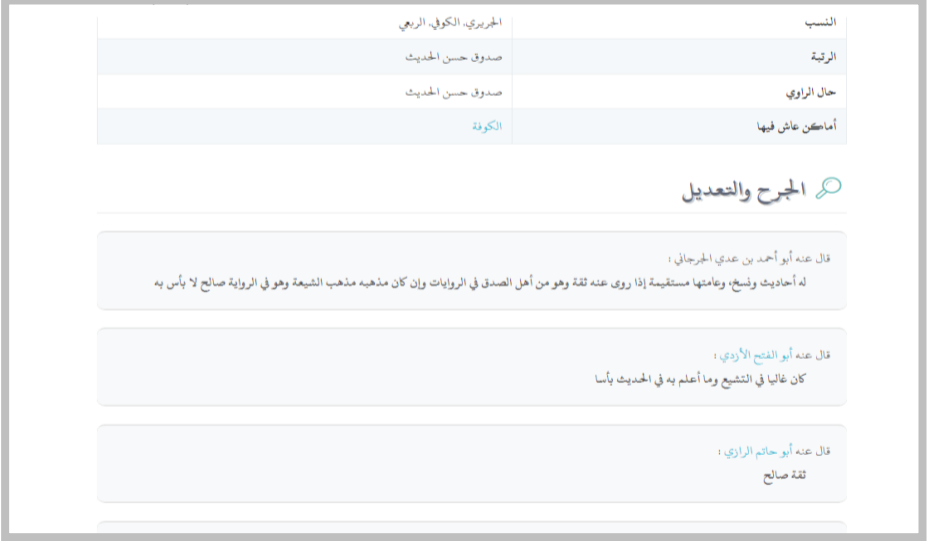 النسب الجريري، الكوفي، الربعي
الرتبة صدوق حسن الحديث
حال الراوي صدوق حسن الحديث
أماكن عاش فيها الكوفة
الجرح والتعديل
قال عنه أبو أحمد بن عدي الجرجاني :
له أحاديث ونسخ، وعامتها مستقيمة إذا روى عنه ثقة وهو من أهل الصدق في الروايات وإن كان مذهبه مذهب الشيعة وهو في الرواية صالح لا بأس به
قال عنه أبو الفتح الأزدي :
كان غاليا في التشيع وما أعلم به في الحديث بأسا
قال عنه أبو حاتم الرازي :
ثقة صالح